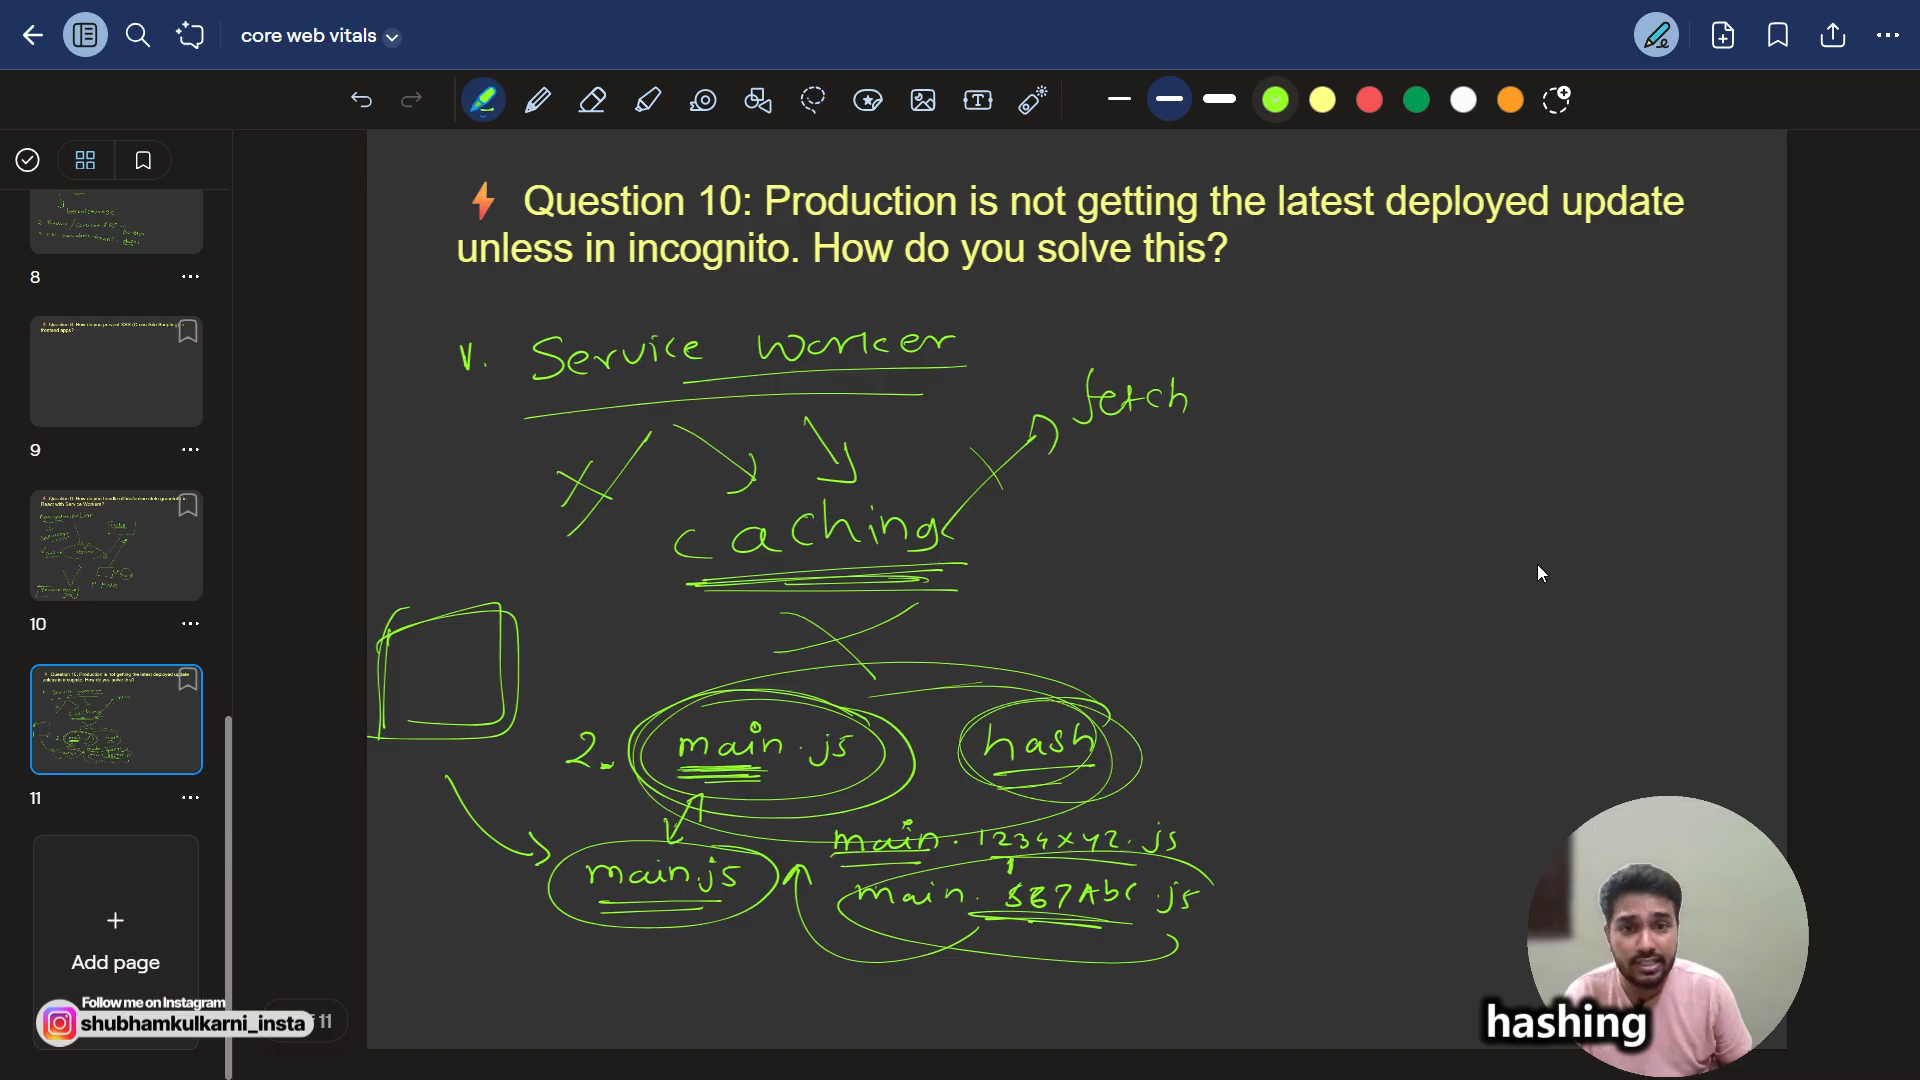 core web vitals
8
9
10
11
Add page
Follow me on Instagram
shubhamkulkarni_insta
11
⚡ Question 10: Production is not getting the latest deployed update
unless in incognito. How do you solve this?
1. Service Worker
fetch
caching
2. main.js
hash
main.1234xyz.js
main.js
main.567Abc.js
hashing